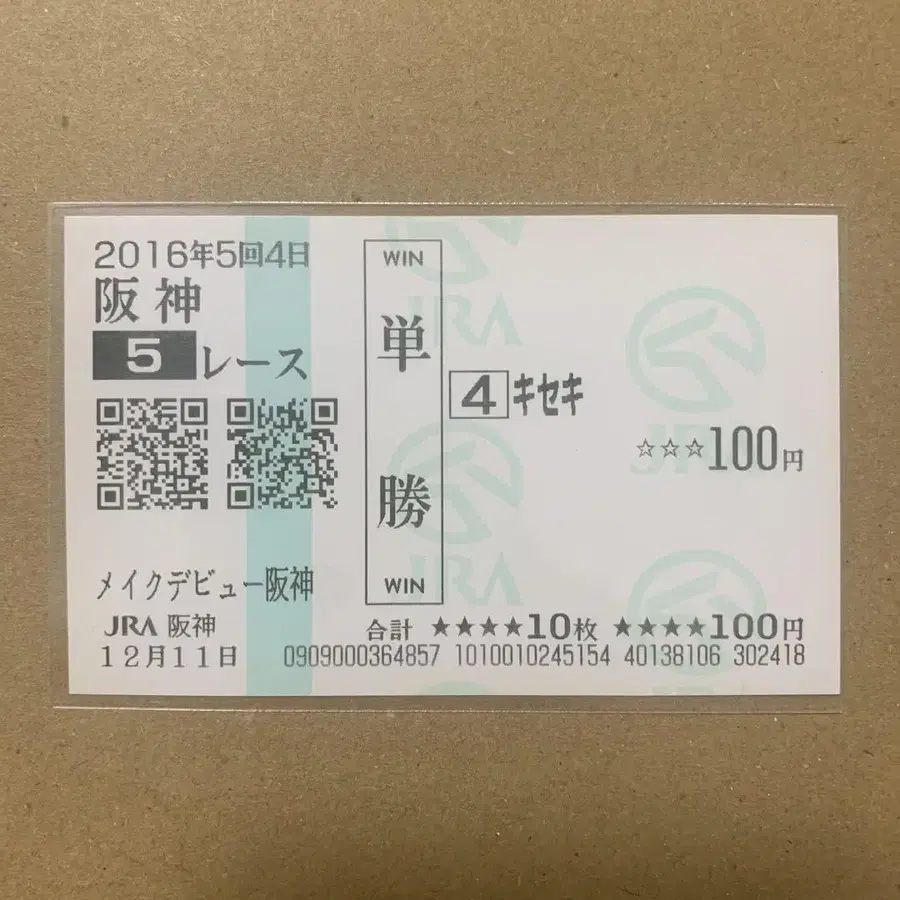 2016年5回4日
阪神
5レース
メイクデビュー阪神
JRA 阪神
12月11日
WIN
単勝
WIN
4 キセキ
☆☆☆100円
合計 ★★★★10枚 ★★★★100円
0909000364857 1010010245154 40138106 302418
JRA
JRA
JRA